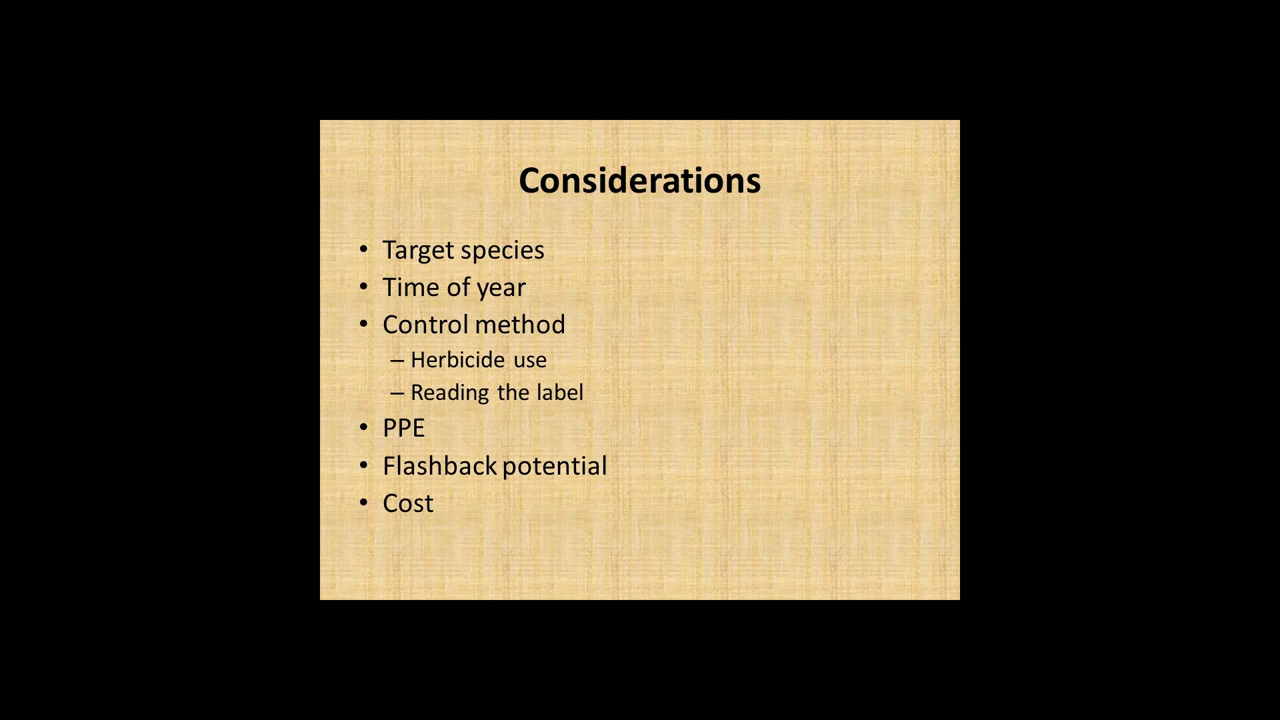 Considerations
• Target species
• Time of year
• Control method
– Herbicide use
– Reading the label
• PPE
• Flashback potential
• Cost